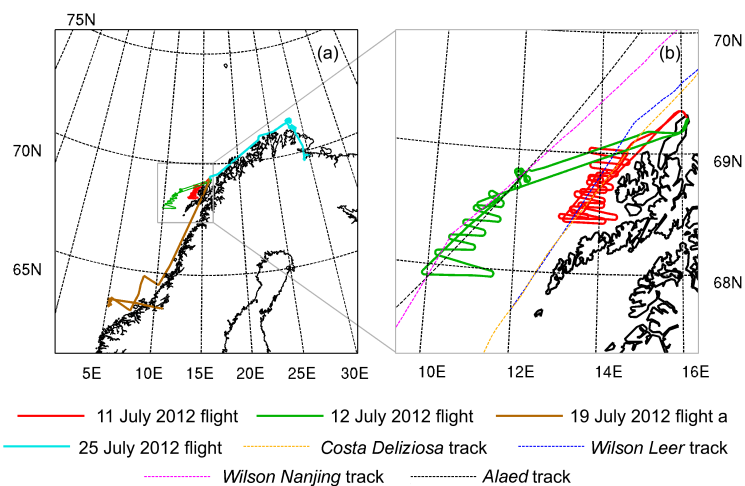 75N
(a)
(b)
70N
70N
69N
65N
68N
5E 10E 15E 20E 25E 30E
10E 12E 14E 16E
11 July 2012 flight 12 July 2012 flight 19 July 2012 flight a
25 July 2012 flight Costa Deliziosa track Wilson Leer track
Wilson Nanjing track Alaed track